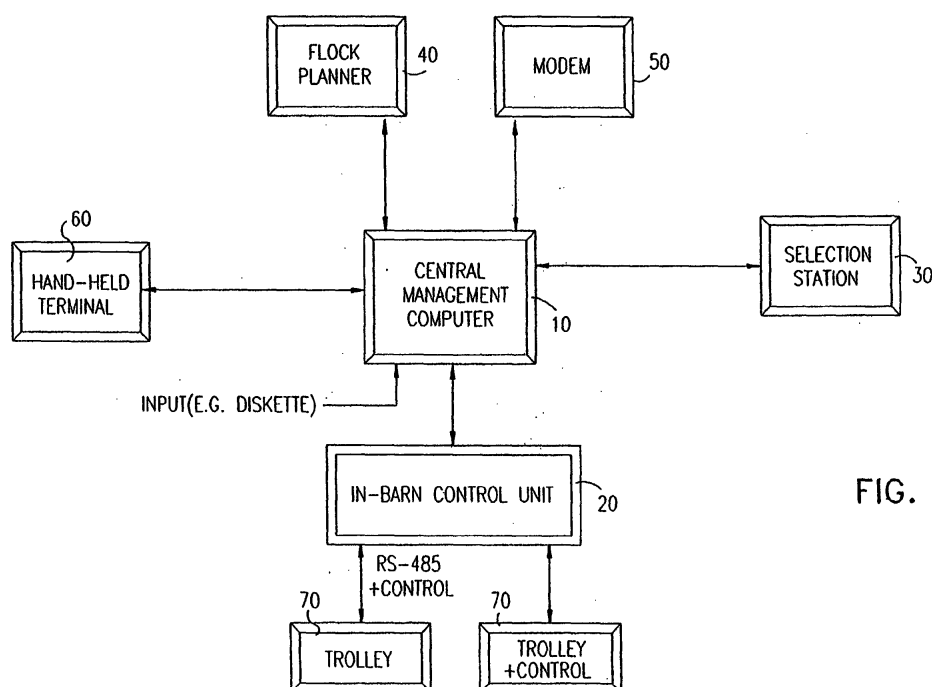 FLOCK
PLANNER
40
MODEM
50
60
HAND-HELD
TERMINAL
CENTRAL
MANAGEMENT
COMPUTER
10
SELECTION
STATION
30
INPUT(E.G. DISKETTE)
IN-BARN CONTROL UNIT
20
FIG.
RS-485
+CONTROL
70
TROLLEY
70
TROLLEY
+CONTROL